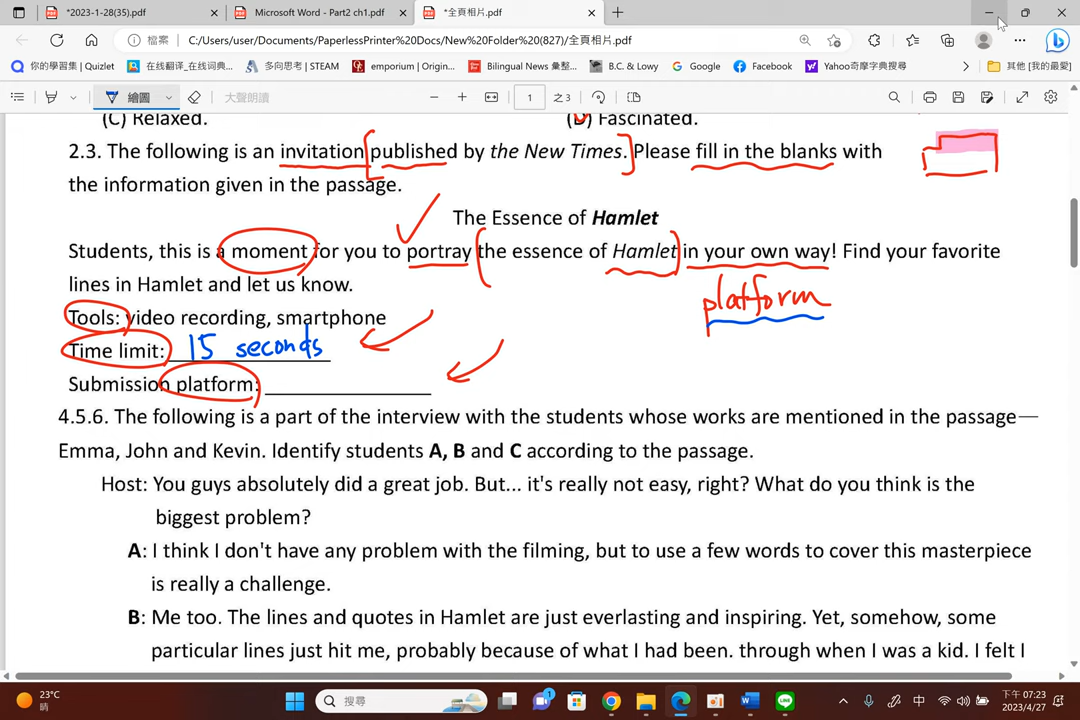 *2023-1-28(35).pdf
Microsoft Word - Part2 ch1.pdf
*全頁相片.pdf
檔案
C:/Users/user/Documents/PaperlessPrinter%20Docs/New%20Folder%20(827)/全頁相片.pdf
你的學習集 | Quizlet
在线翻译_在线词典...
多向思考 | STEAM
emporium | Origin...
Bilingual News 彙整...
B.C. & Lowy
Google
Facebook
Yahoo奇摩字典搜尋
其他 [我的最愛]
繪圖
大聲朗讀
1
之 3
(C) Relaxed.
(D) Fascinated.
2.3. The following is an invitation published by the New Times. Please fill in the blanks with
the information given in the passage.
The Essence of Hamlet
Students, this is a moment for you to portray the essence of Hamlet in your own way! Find your favorite
lines in Hamlet and let us know.
platform
Tools: video recording, smartphone
Time limit: 15 seconds
Submission platform:
4.5.6. The following is a part of the interview with the students whose works are mentioned in the passage—
Emma, John and Kevin. Identify students A, B and C according to the passage.
Host: You guys absolutely did a great job. But... it's really not easy, right? What do you think is the
biggest problem?
A: I think I don't have any problem with the filming, but to use a few words to cover this masterpiece
is really a challenge.
B: Me too. The lines and quotes in Hamlet are just everlasting and inspiring. Yet, somehow, some
particular lines just hit me, probably because of what I had been. through when I was a kid. I felt I
23°C
晴
搜尋
中
下午 07:23
2023/4/27